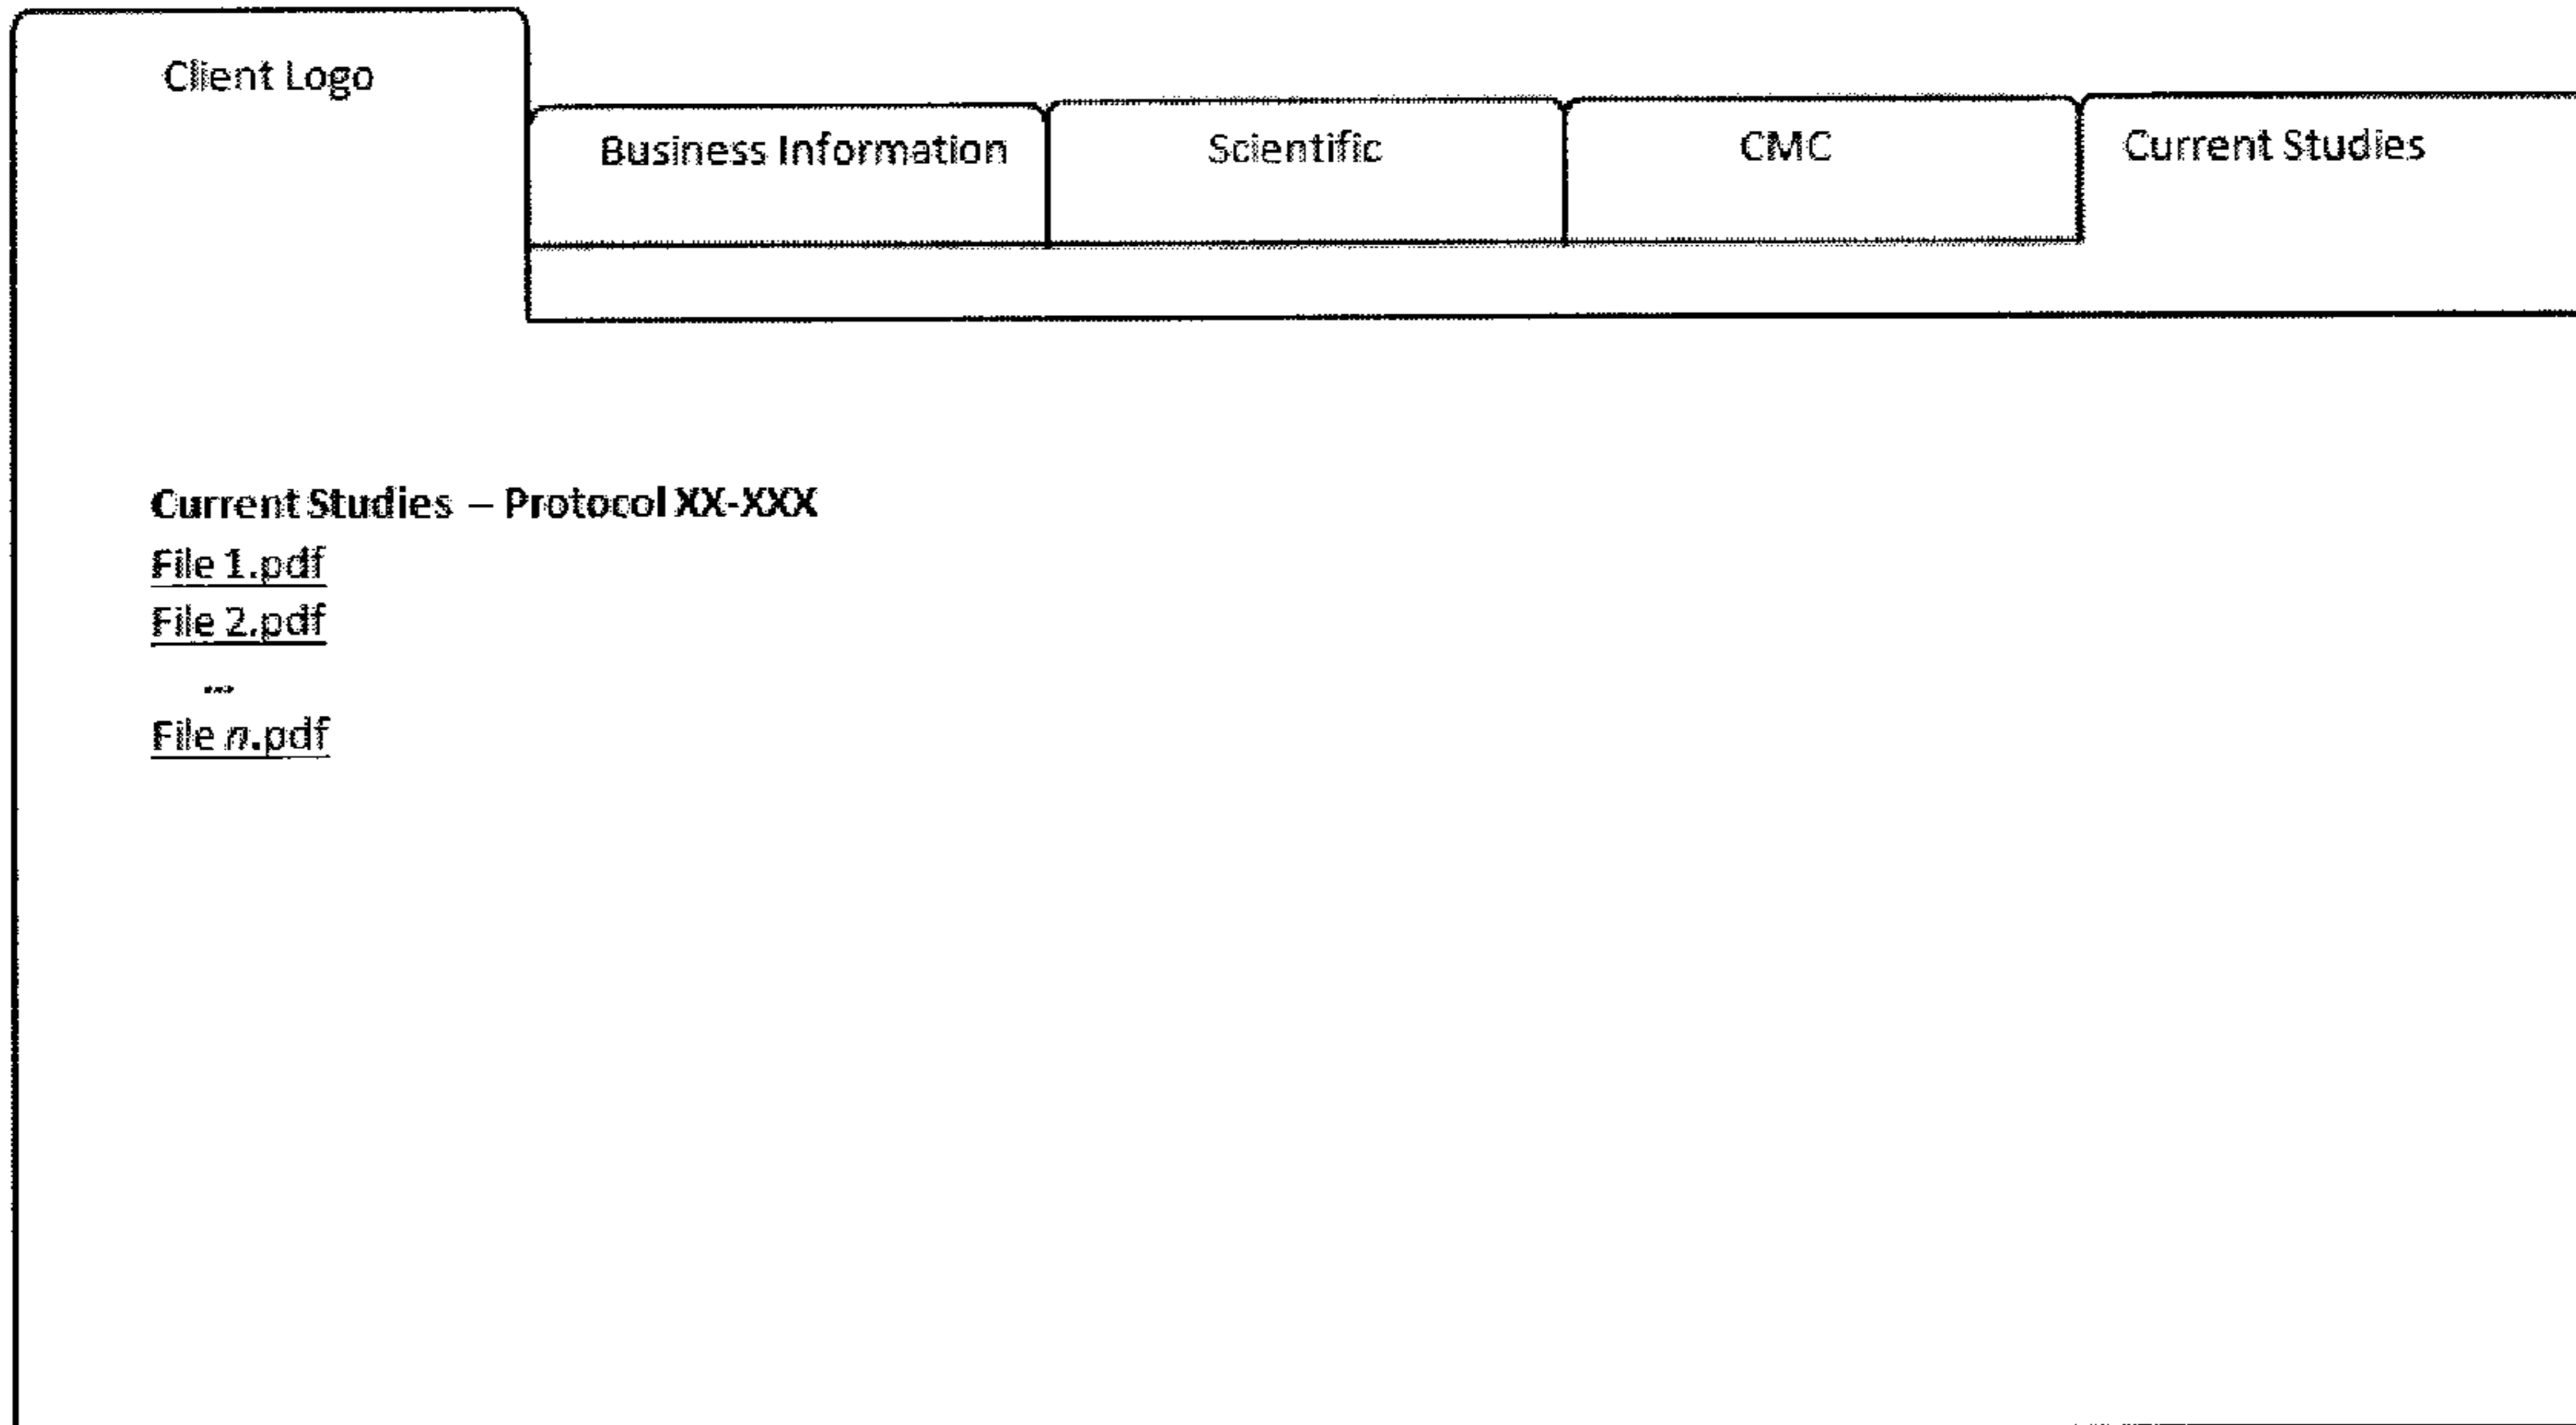 Client Logo
Business Information
Scientific
CMC
Current Studies
Current Studies – Protocol XX-XXX
File 1.pdf
File 2.pdf
...
File n.pdf